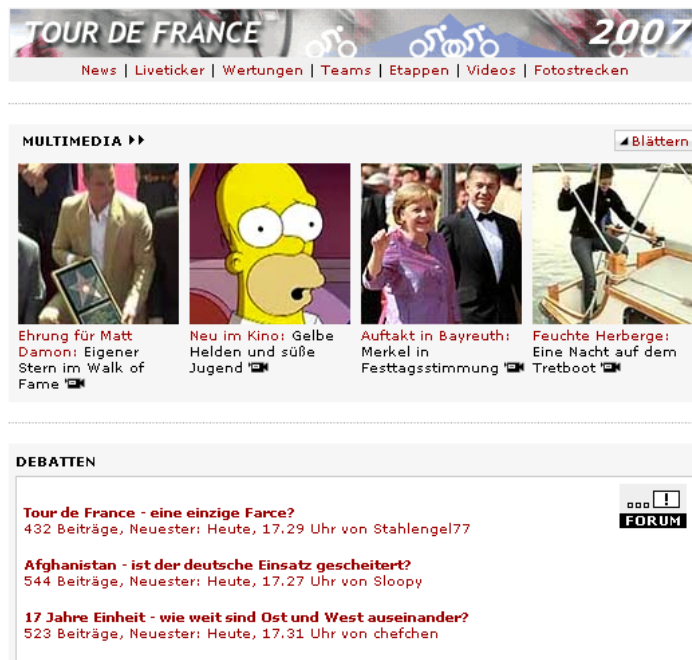 TOUR DE FRANCE 2007
News | Liveticker | Wertungen | Teams | Etappen | Videos | Fotostrecken
MULTIMEDIA
Blättern
Ehrung für Matt
Damon: Eigener
Stern im Walk of
Fame
Neu im Kino: Gelbe
Helden und süße
Jugend
Auftakt in Bayreuth:
Merkel in
Festtagsstimmung
Feuchte Herberge:
Eine Nacht auf dem
Tretboot
DEBATTEN
...!
FORUM
Tour de France - eine einzige Farce?
432 Beiträge, Neuester: Heute, 17.29 Uhr von Stahlengel77
Afghanistan - ist der deutsche Einsatz gescheitert?
544 Beiträge, Neuester: Heute, 17.27 Uhr von Sloopy
17 Jahre Einheit - wie weit sind Ost und West auseinander?
523 Beiträge, Neuester: Heute, 17.31 Uhr von chefchen